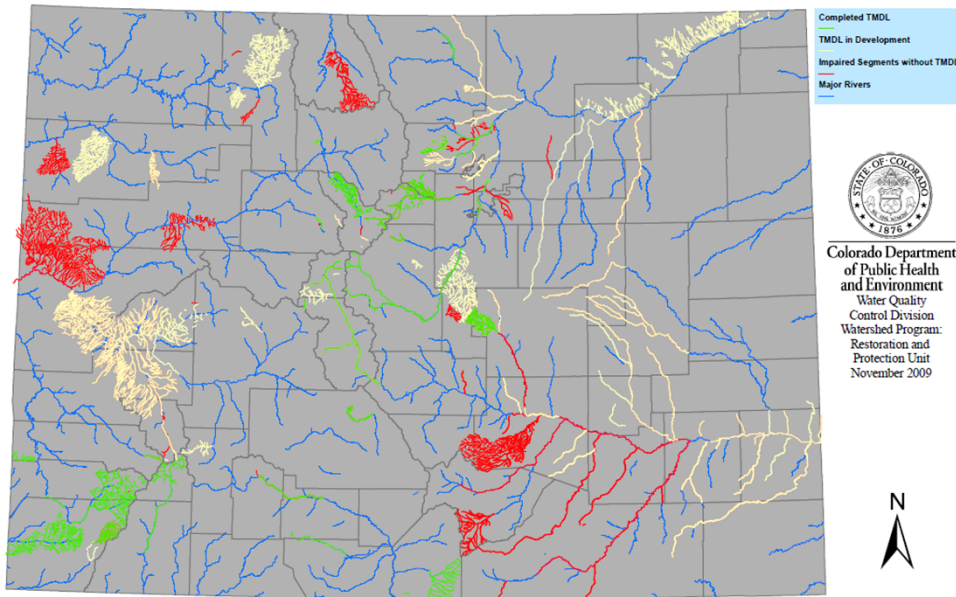 Completed TMDL
TMDL in Development
Impaired Segments without TMDL
Major Rivers
STATE OF COLORADO
1876
Colorado Department
of Public Health
and Environment
Water Quality
Control Division
Watershed Program:
Restoration and
Protection Unit
November 2009
N